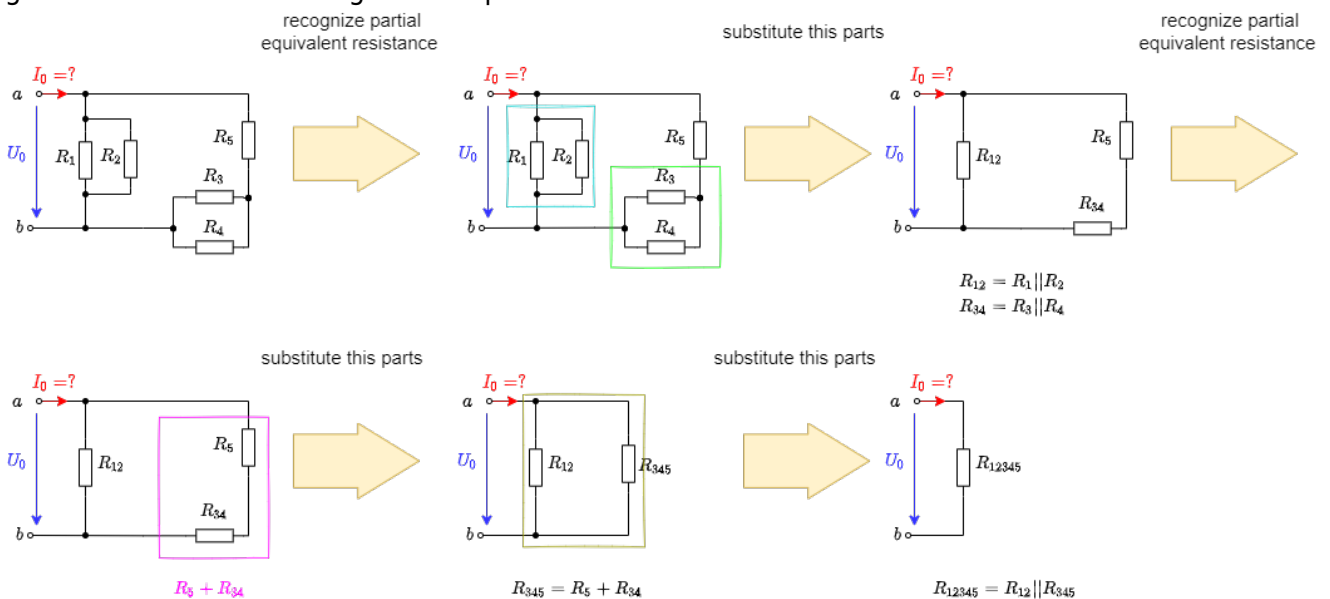 recognize partial
equivalent resistance
substitute this parts
recognize partial
equivalent resistance
I₀ =?
a
U₀
R₁
R₂
R₅
R₃
R₄
b
I₀ =?
a
U₀
R₁
R₂
R₅
R₃
R₄
b
I₀ =?
a
U₀
R₁₂
R₅
R₃₄
b
R₁₂ = R₁||R₂
R₃₄ = R₃||R₄
substitute this parts
substitute this parts
I₀ =?
a
U₀
R₁₂
R₅
R₃₄
b
R₅ + R₃₄
I₀ =?
a
U₀
R₁₂
R₃₄₅
b
R₃₄₅ = R₅ + R₃₄
I₀ =?
a
U₀
R₁₂₃₄₅
b
R₁₂₃₄₅ = R₁₂||R₃₄₅